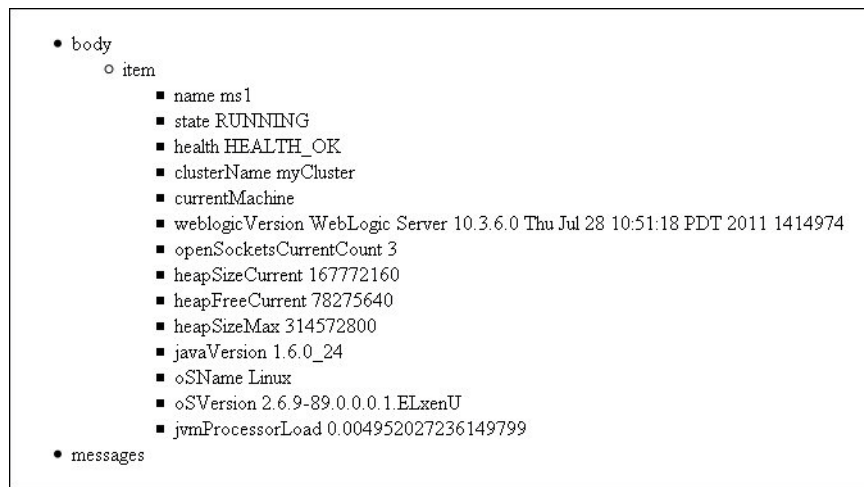 body
item
name ms1
state RUNNING
health HEALTH_OK
clusterName myCluster
currentMachine
weblogicVersion WebLogic Server 10.3.6.0 Thu Jul 28 10:51:18 PDT 2011 1414974
openSocketsCurrentCount 3
heapSizeCurrent 167772160
heapFreeCurrent 78275640
heapSizeMax 314572800
javaVersion 1.6.0_24
oSName Linux
oSVersion 2.6.9-89.0.0.0.1.ELxenU
jvmProcessorLoad 0.004952027236149799
messages